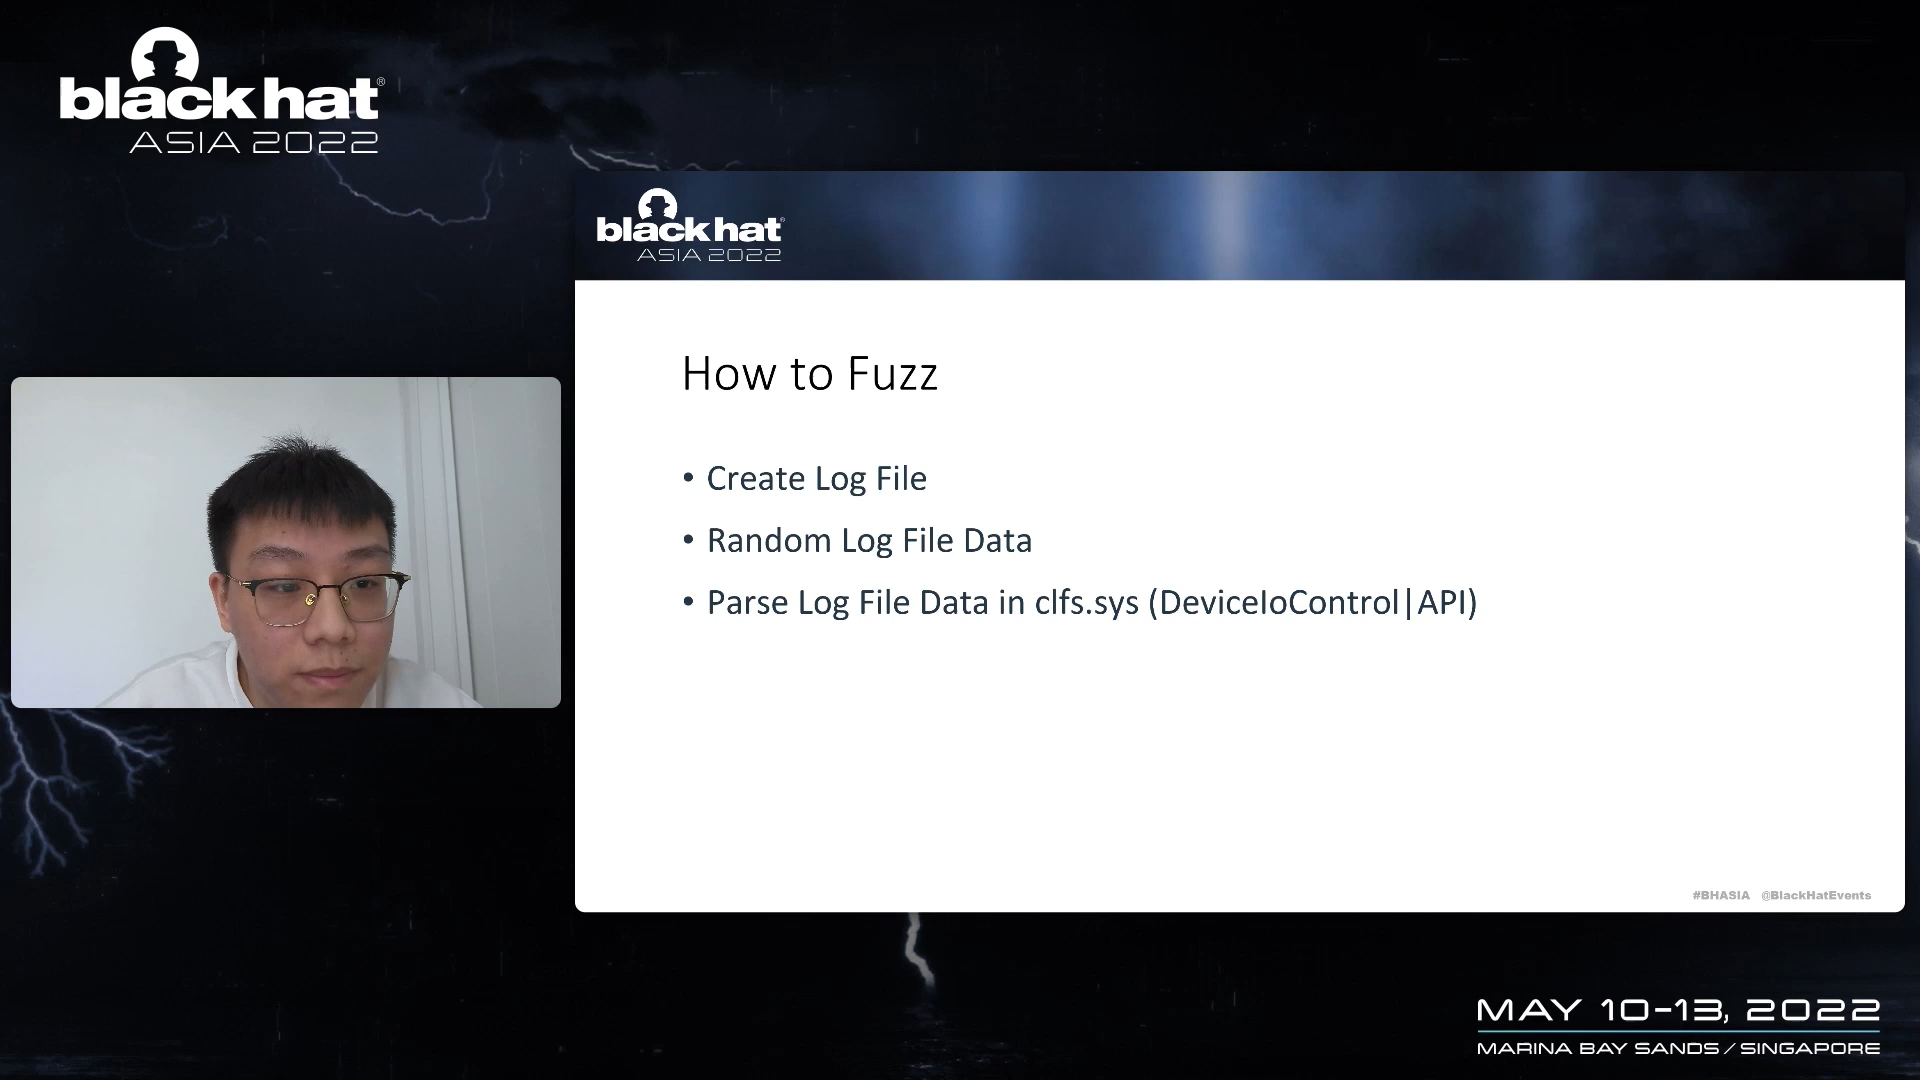 black hat®
ASIA 2022
black hat®
ASIA 2022
How to Fuzz
• Create Log File
• Random Log File Data
• Parse Log File Data in clfs.sys (DeviceIoControl|API)
#BHASIA @BlackHatEvents
MAY 10-13, 2022
MARINA BAY SANDS / SINGAPORE